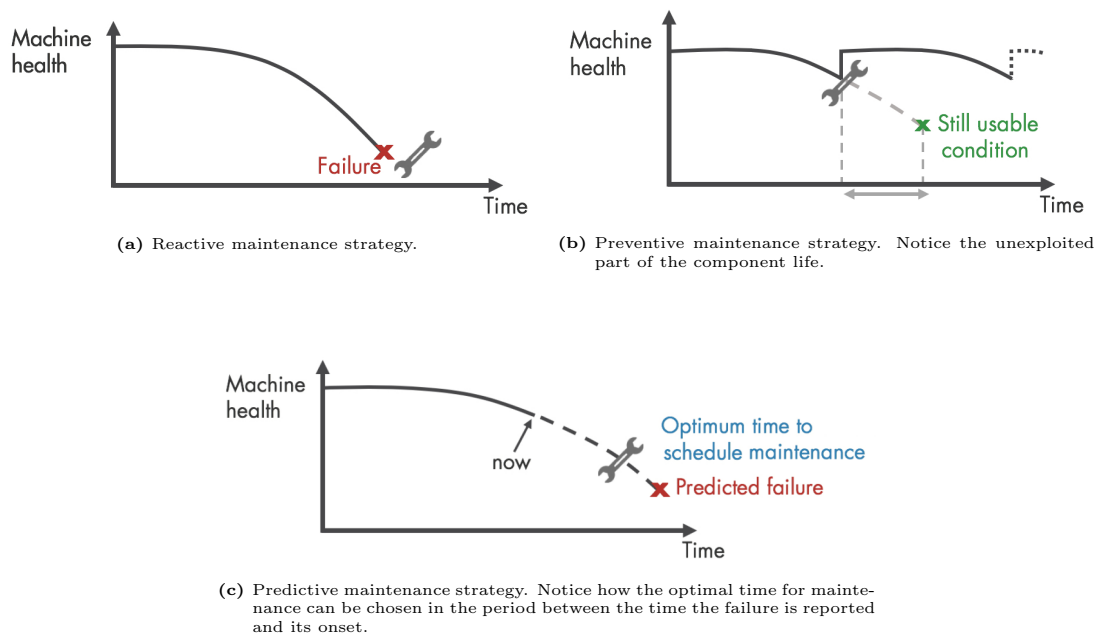 Machine
health
Failure
Time
(a) Reactive maintenance strategy.
Machine
health
Still usable
condition
Time
(b) Preventive maintenance strategy. Notice the unexploited
part of the component life.
Machine
health
now
Optimum time to
schedule maintenance
Predicted failure
Time
(c) Predictive maintenance strategy. Notice how the optimal time for mainte-
nance can be chosen in the period between the time the failure is reported
and its onset.